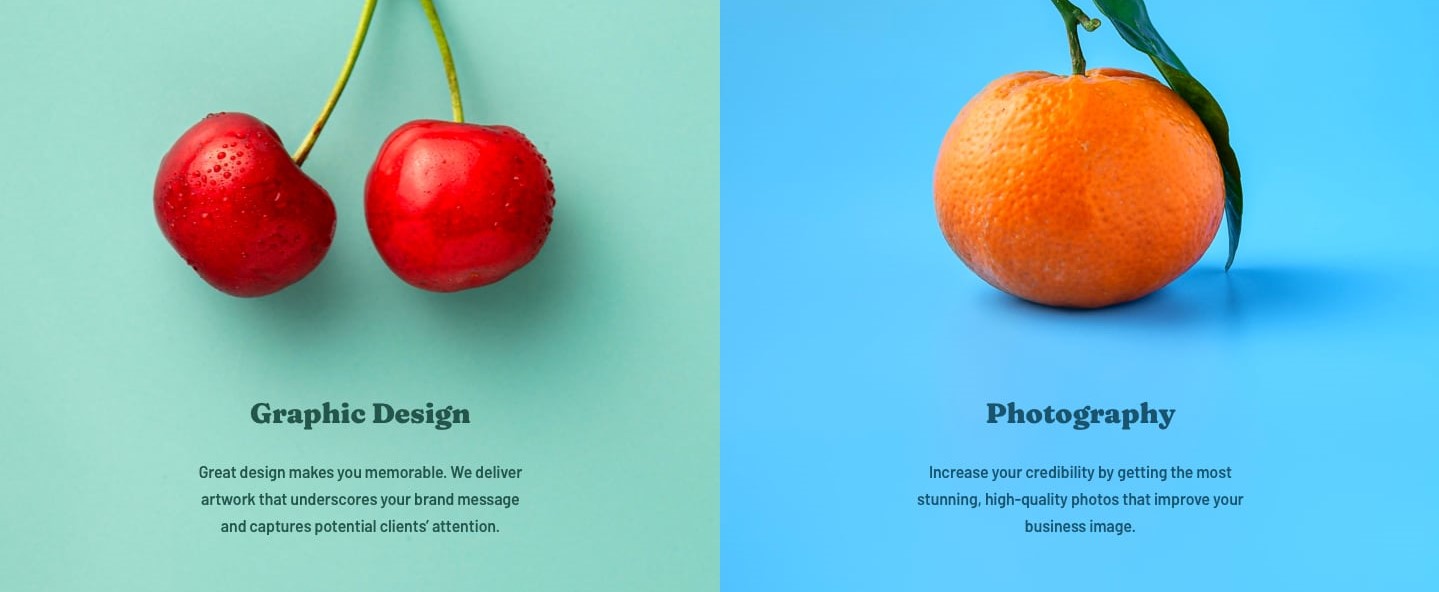 Graphic Design
Great design makes you memorable. We deliver
artwork that underscores your brand message
and captures potential clients’ attention.
Photography
Increase your credibility by getting the most
stunning, high-quality photos that improve your
business image.